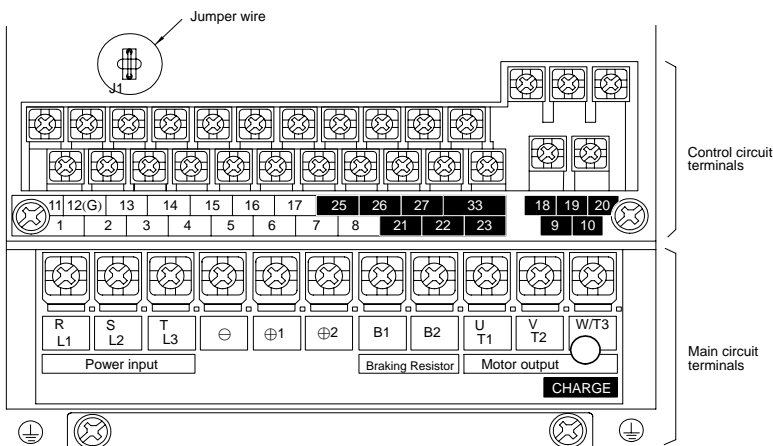 Jumper wire
J1
Control circuit
terminals
11 12(G) 13 14 15 16 17 25 26 27 33 18 19 20
1 2 3 4 5 6 7 8 21 22 23 9 10
R S T ⊖ ⊕1 ⊕2 B1 B2 U V W/T3
L1 L2 L3 T1 T2
Power input Braking Resistor Motor output
CHARGE
Main circuit
terminals